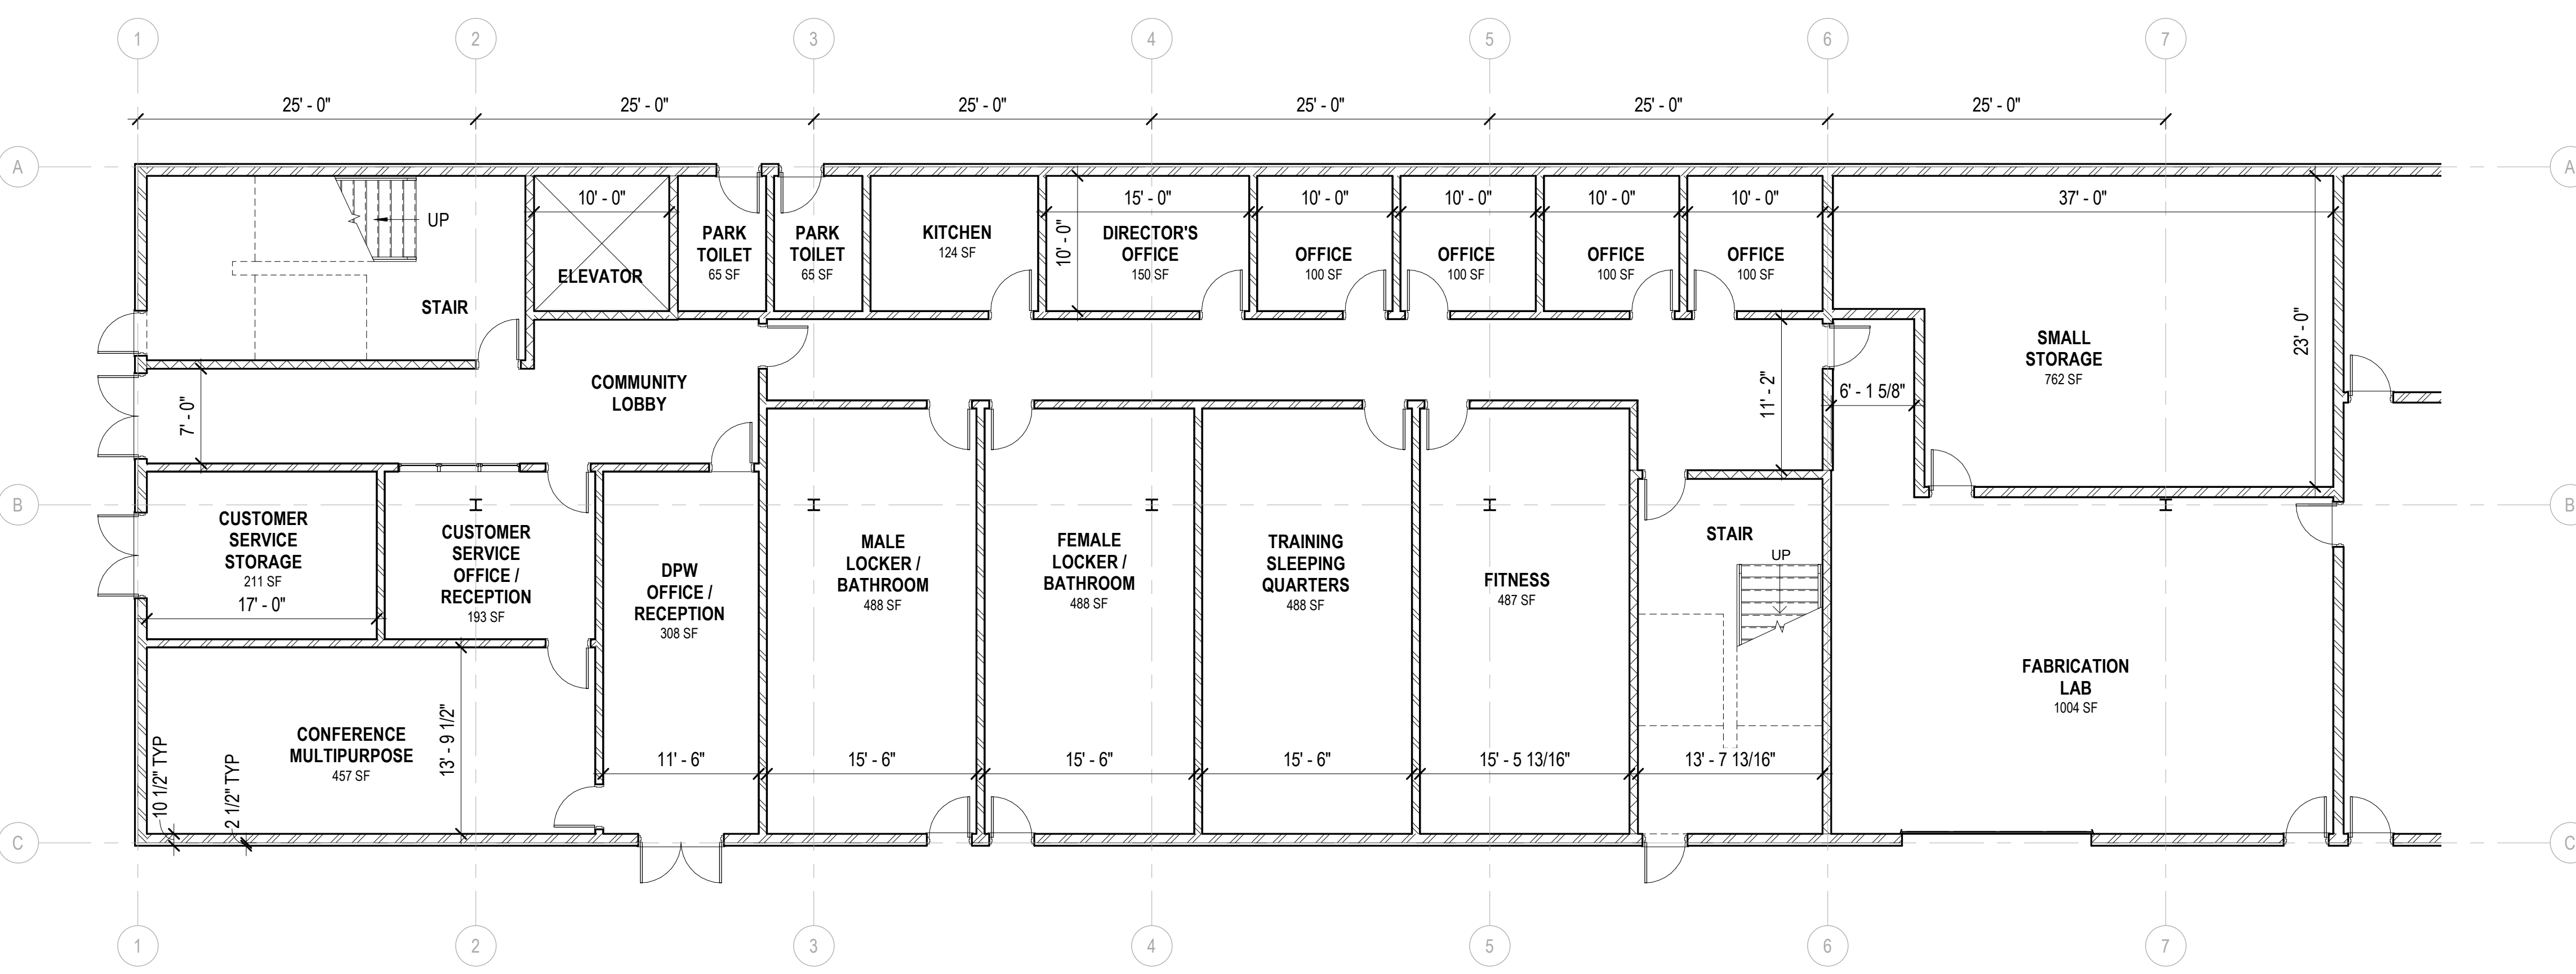 1
2
3
4
5
6
7
25' - 0"
25' - 0"
25' - 0"
25' - 0"
25' - 0"
25' - 0"
A
A
UP
STAIR
10' - 0"
ELEVATOR
PARK
TOILET
65 SF
PARK
TOILET
65 SF
KITCHEN
124 SF
10' - 0"
15' - 0"
DIRECTOR'S
OFFICE
150 SF
10' - 0"
OFFICE
100 SF
10' - 0"
OFFICE
100 SF
10' - 0"
OFFICE
100 SF
10' - 0"
OFFICE
100 SF
37' - 0"
23' - 0"
SMALL
STORAGE
762 SF
7' - 0"
COMMUNITY
LOBBY
11' - 2"
6' - 1 5/8"
B
B
CUSTOMER
SERVICE
STORAGE
211 SF
17' - 0"
CUSTOMER
SERVICE
OFFICE /
RECEPTION
193 SF
DPW
OFFICE /
RECEPTION
308 SF
11' - 6"
MALE
LOCKER /
BATHROOM
488 SF
15' - 6"
FEMALE
LOCKER /
BATHROOM
488 SF
15' - 6"
TRAINING
SLEEPING
QUARTERS
488 SF
15' - 6"
FITNESS
487 SF
15' - 5 13/16"
STAIR
UP
13' - 7 13/16"
FABRICATION
LAB
1004 SF
CONFERENCE
MULTIPURPOSE
457 SF
13' - 9 1/2"
10 1/2" TYP
2 1/2" TYP
C
C
1
2
3
4
5
6
7